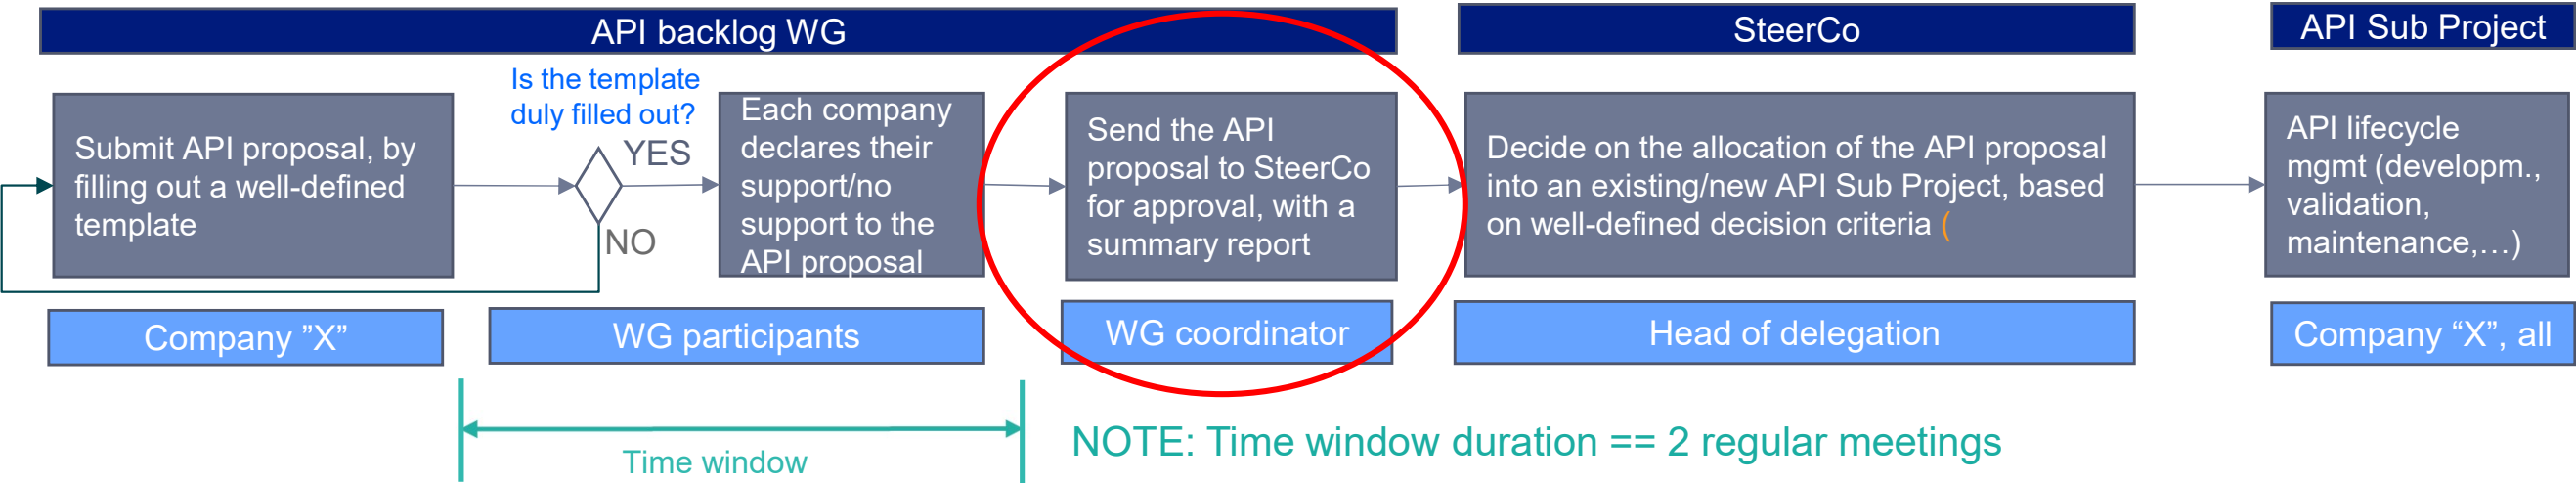 API backlog WG
SteerCo
API Sub Project
Submit API proposal, by
filling out a well-defined
template
Is the template
duly filled out?
YES
NO
Each company
declares their
support/no
support to the
API proposal
Send the API
proposal to SteerCo
for approval, with a
summary report
Decide on the allocation of the API proposal
into an existing/new API Sub Project, based
on well-defined decision criteria (
API lifecycle
mgmt (developm.,
validation,
maintenance,…)
Company ”X”
WG participants
WG coordinator
Head of delegation
Company “X”, all
Time window
NOTE: Time window duration == 2 regular meetings